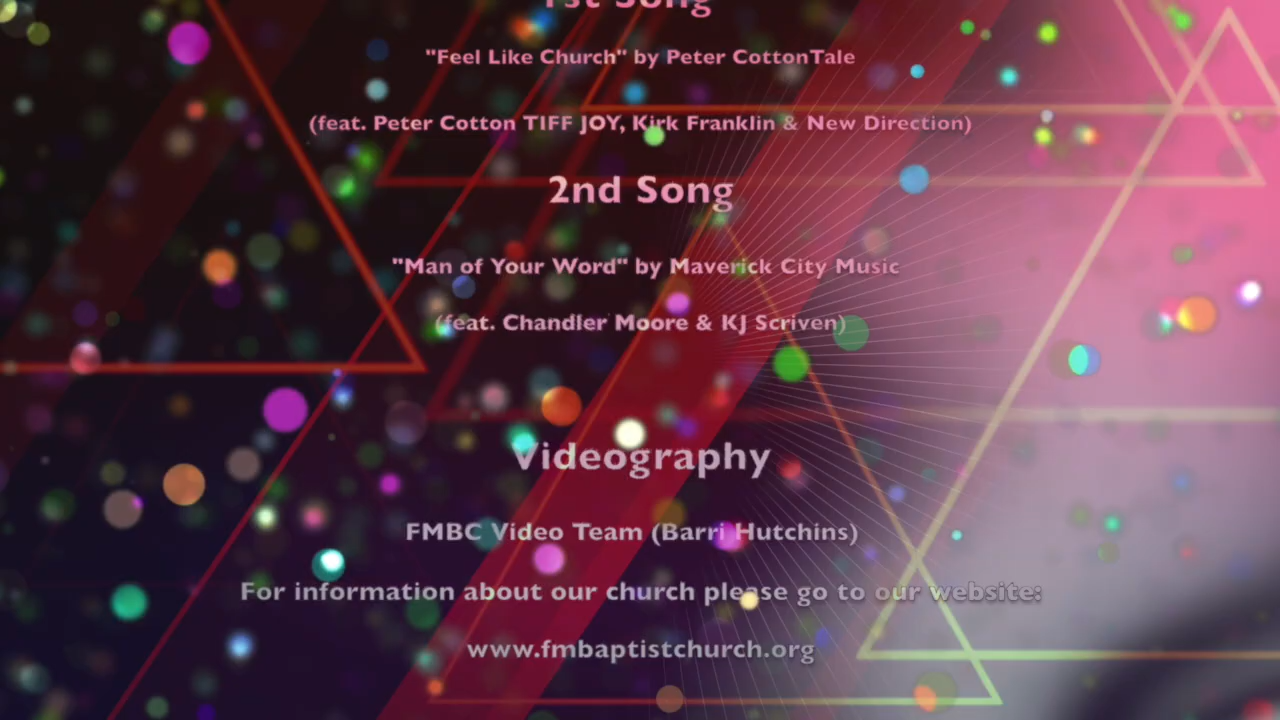 1st Song
"Feel Like Church" by Peter CottonTale
(feat. Peter Cotton TIFF JOY, Kirk Franklin & New Direction)
2nd Song
"Man of Your Word" by Maverick City Music
(feat. Chandler Moore & KJ Scriven)
Videography
FMBC Video Team (Barri Hutchins)
For information about our church please go to our website:
www.fmbaptistchurch.org